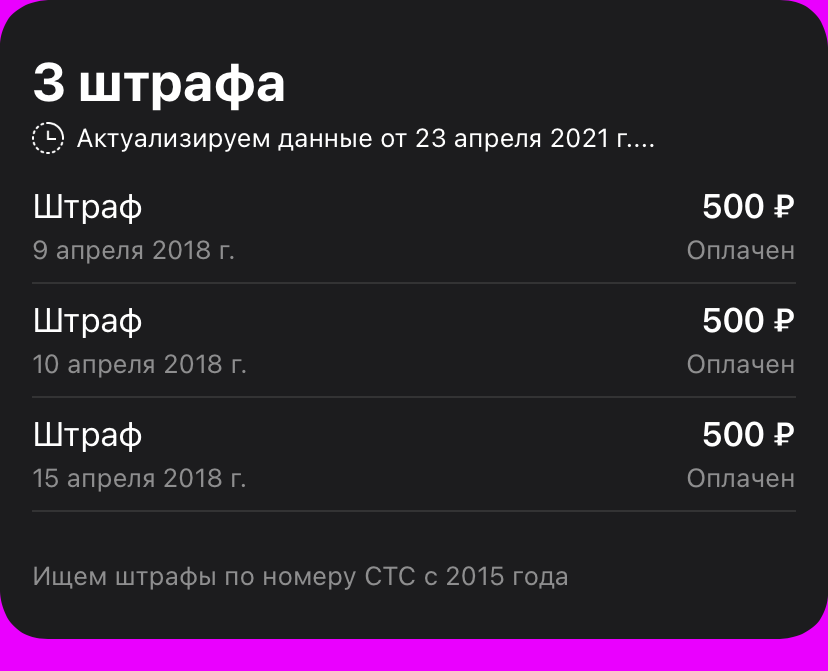 3 штрафа
Актуализируем данные от 23 апреля 2021 г....
Штраф 500 ₽
9 апреля 2018 г. Оплачен
Штраф 500 ₽
10 апреля 2018 г. Оплачен
Штраф 500 ₽
15 апреля 2018 г. Оплачен
Ищем штрафы по номеру СТС с 2015 года